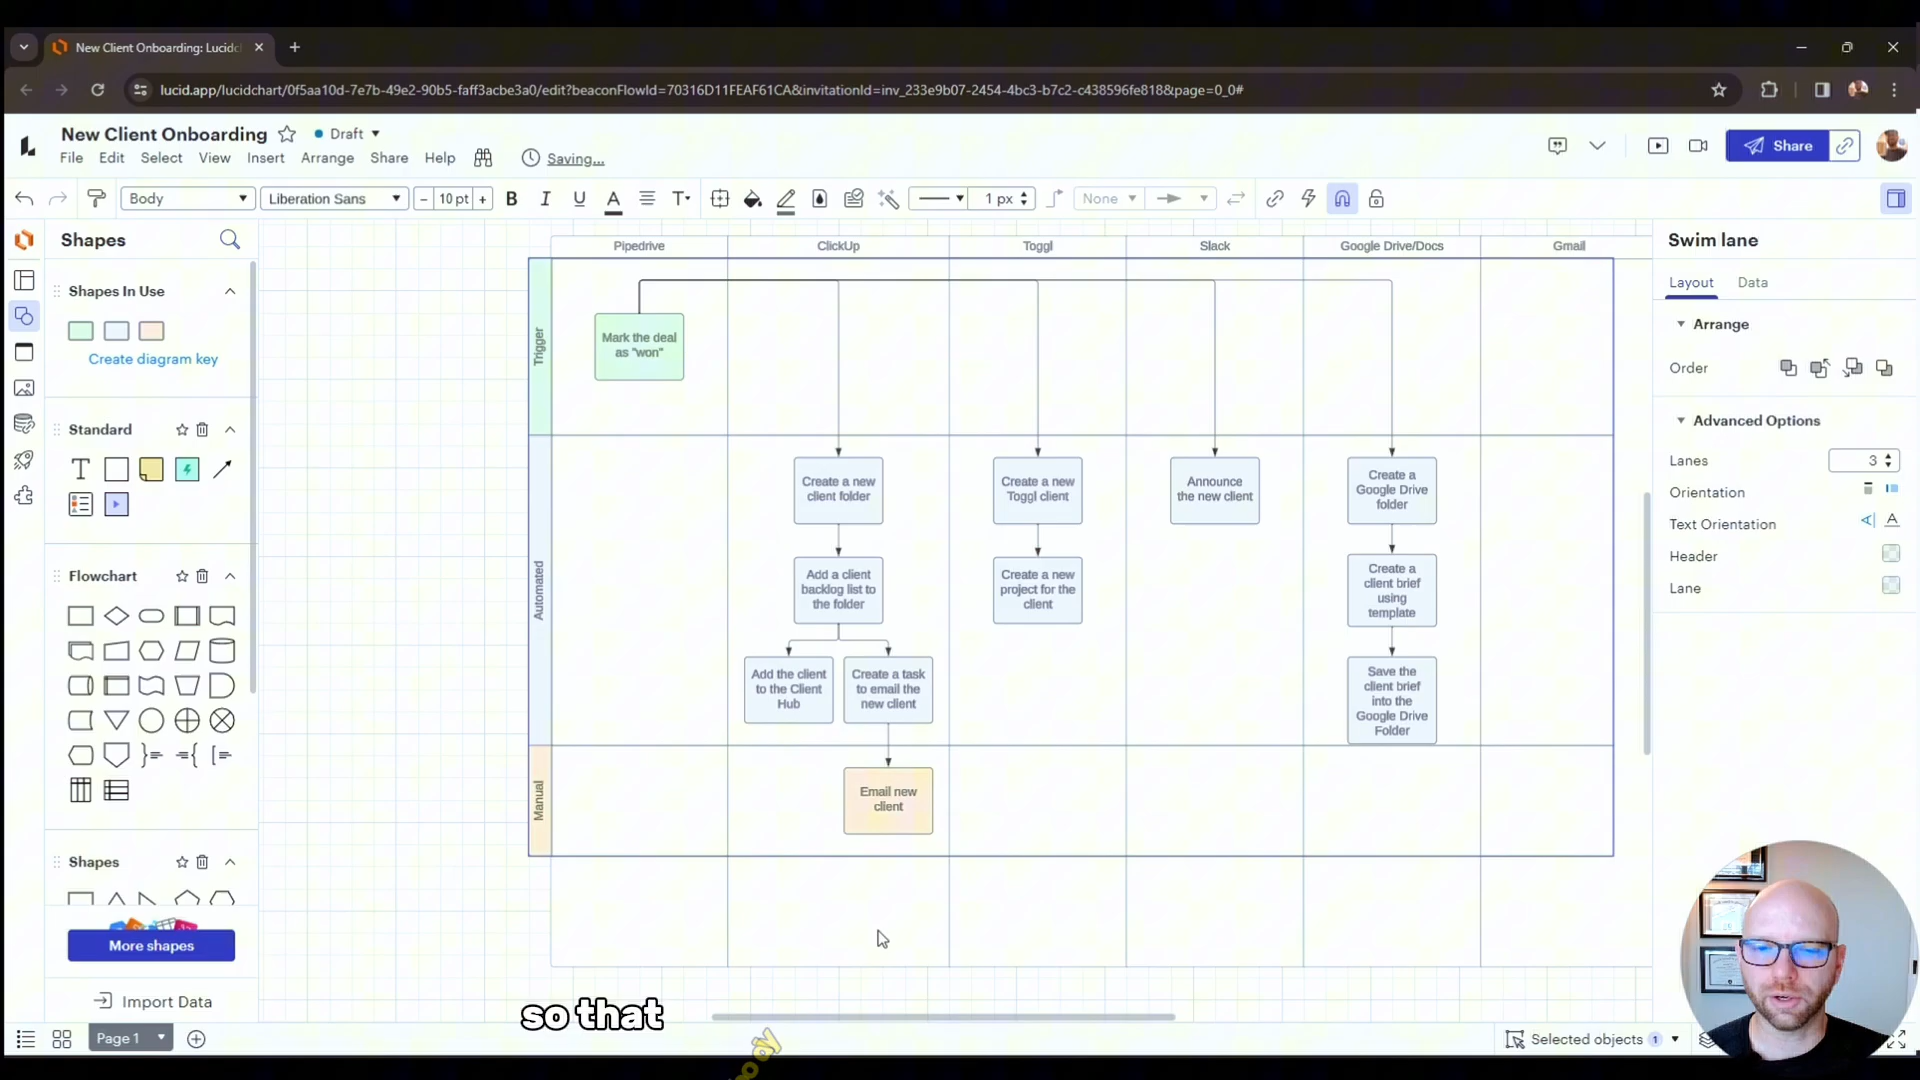 New Client Onboarding: Lucidc
lucid.app/lucidchart/0f5aa10d-7e7b-49e2-90b5-faff3acbe3a0/edit?beaconFlowId=70316D11FEAF61CA&invitationId=inv_233e9b07-2454-4bc3-b7c2-c438596fe818&page=0_0#
New Client Onboarding
Draft
File Edit Select View Insert Arrange Share Help
Saving...
Share
Body
Liberation Sans
- 10 pt +
B I U A T
1 px
None
Shapes
Shapes In Use
Create diagram key
Standard
T
Flowchart
Shapes
More shapes
Import Data
Pipedrive
ClickUp
Toggl
Slack
Google Drive/Docs
Gmail
Trigger
Mark the deal
as "won"
Automated
Create a new
client folder
Create a new
Toggl client
Announce
the new client
Create a
Google Drive
folder
Add a client
backlog list to
the folder
Create a new
project for the
client
Create a
client brief
using
template
Add the client
to the Client
Hub
Create a task
to email the
new client
Save the
client brief
into the
Google Drive
Folder
Manual
Email new
client
Swim lane
Layout
Data
Arrange
Order
Advanced Options
Lanes
3
Orientation
Text Orientation
Header
Lane
so that
Page 1
Selected objects 1